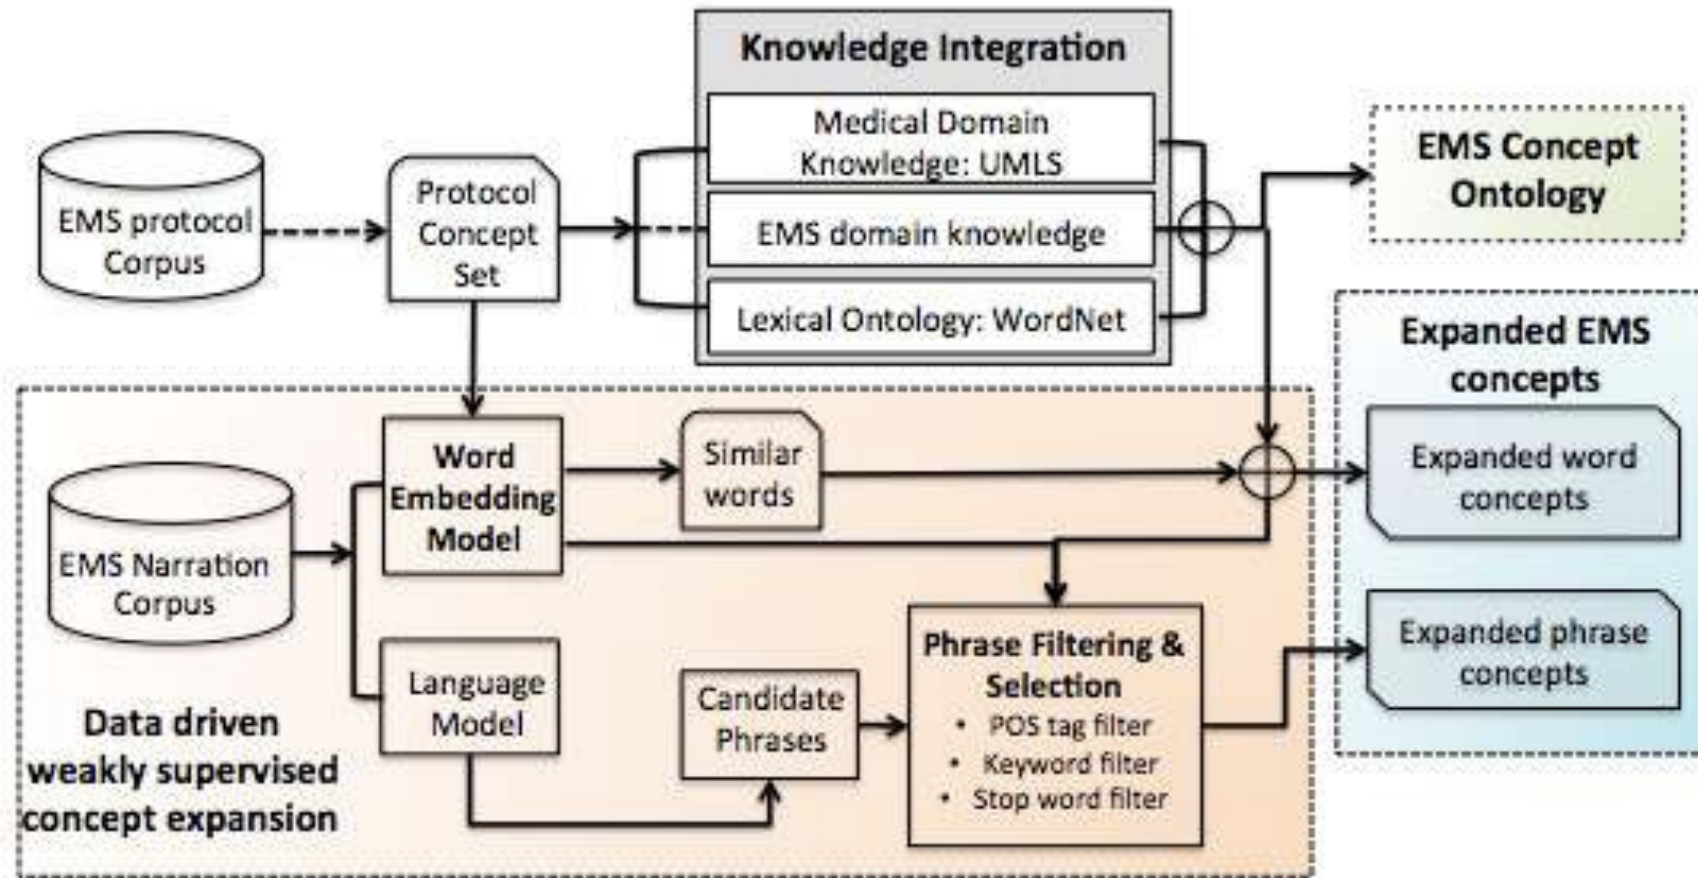 Knowledge Integration
Medical Domain
Knowledge: UMLS
EMS domain knowledge
Lexical Ontology: WordNet
EMS protocol
Corpus
Protocol
Concept
Set
EMS Concept
Ontology
Expanded EMS
concepts
Expanded word
concepts
Expanded phrase
concepts
Word
Embedding
Model
Similar
words
EMS Narration
Corpus
Language
Model
Candidate
Phrases
Phrase Filtering &
Selection
• POS tag filter
• Keyword filter
• Stop word filter
Data driven
weakly supervised
concept expansion